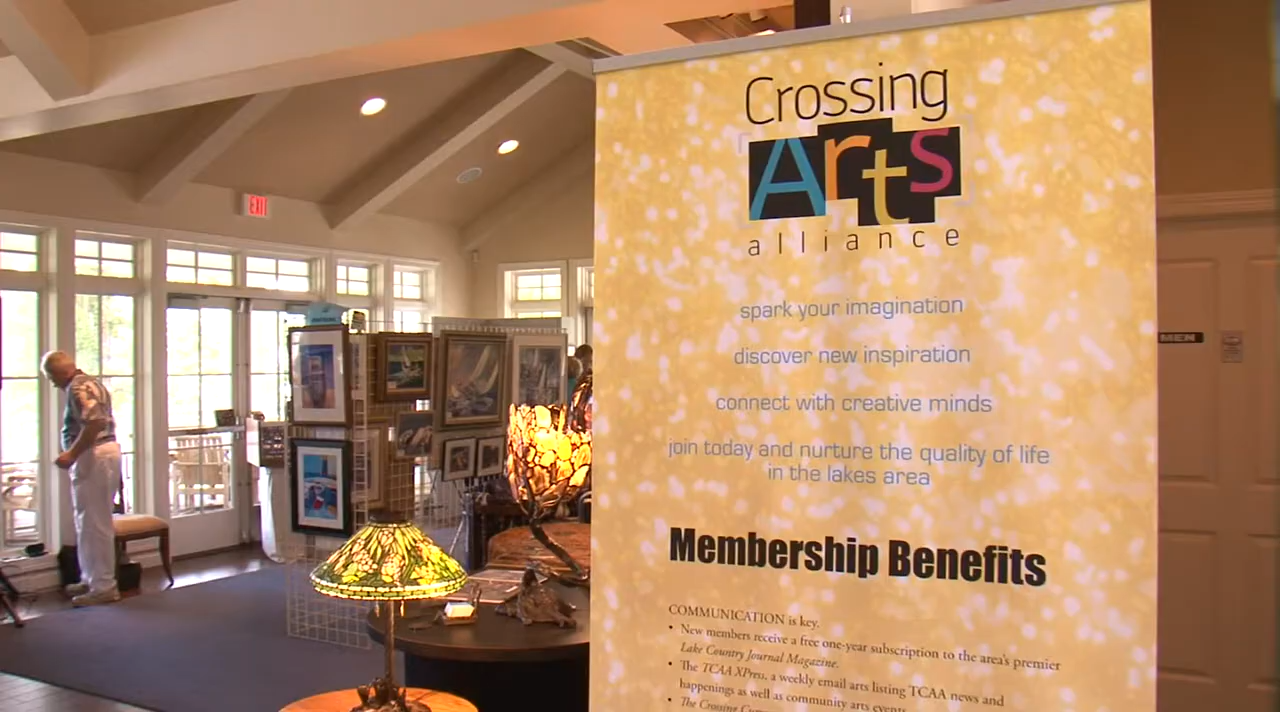 EXIT
Crossing
Arts
alliance
spark your imagination
discover new inspiration
connect with creative minds
join today and nurture the quality of life
in the lakes area
Membership Benefits
COMMUNICATION is key.
• New members receive a free one-year subscription to the area's premier
Lake Country Journal Magazine.
• The TCAA XPress, a weekly email arts listing TCAA news and
happenings as well as community arts events.
• The Crossing
MEN